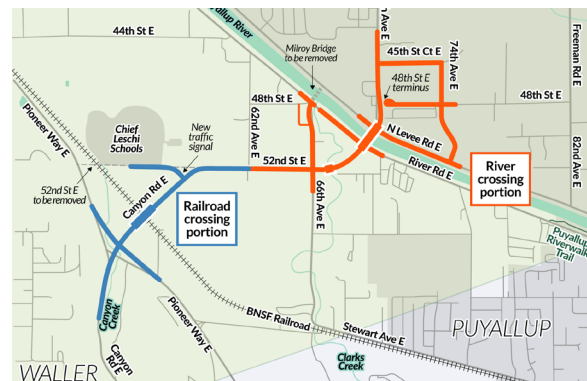 44th St E
Puyallup River
Milroy Bridge
to be removed
Ave E
45th St Ct E
74th Ave E
Freeman Rd E
48th St E
terminus
48th St E
48th St E
Pioneer Way E
Chief
Leschi
Schools
New
traffic
signal
62nd Ave E
N Levee Rd E
River Rd E
82nd Ave E
52nd St E
52nd St E
to be removed
Canyon Rd E
Railroad
crossing
portion
66th Ave E
River
crossing
portion
Puyallup
Riverwalk
Trail
Canyon
Creek
Pioneer Way E
BNSF Railroad
Stewart Ave E
PUYALLUP
Canyon
Rd E
WALLER
Clarks
Creek